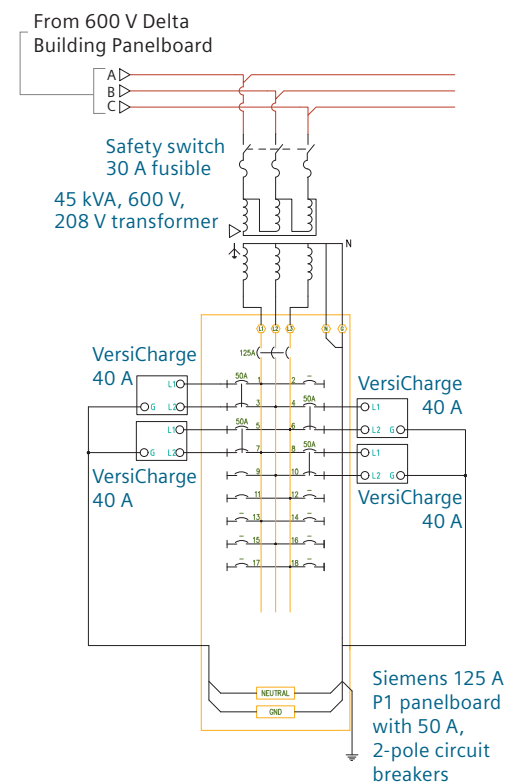 From 600 V Delta
Building Panelboard
A
B
C
Safety switch
30 A fusible
45 kVA, 600 V,
208 V transformer
N
L1 L2 L3 N G
125A
VersiCharge
40 A
L1
G L2
50A
1 2
3 4
50A
VersiCharge
40 A
L1
L2 G
L1
G L2
50A
5 6
7 8
50A
L1
L2 G
VersiCharge
40 A
VersiCharge
40 A
9 10
11 12
13 14
15 16
17 18
NEUTRAL
GND
Siemens 125 A
P1 panelboard
with 50 A,
2-pole circuit
breakers